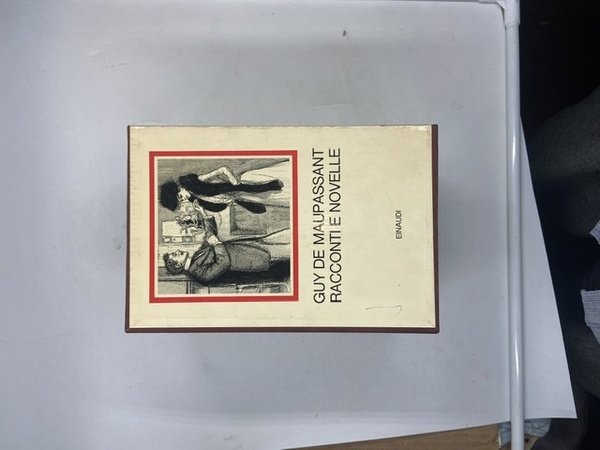 GUY DE MAUPASSANT
RACCONTI E NOVELLE
EINAUDI